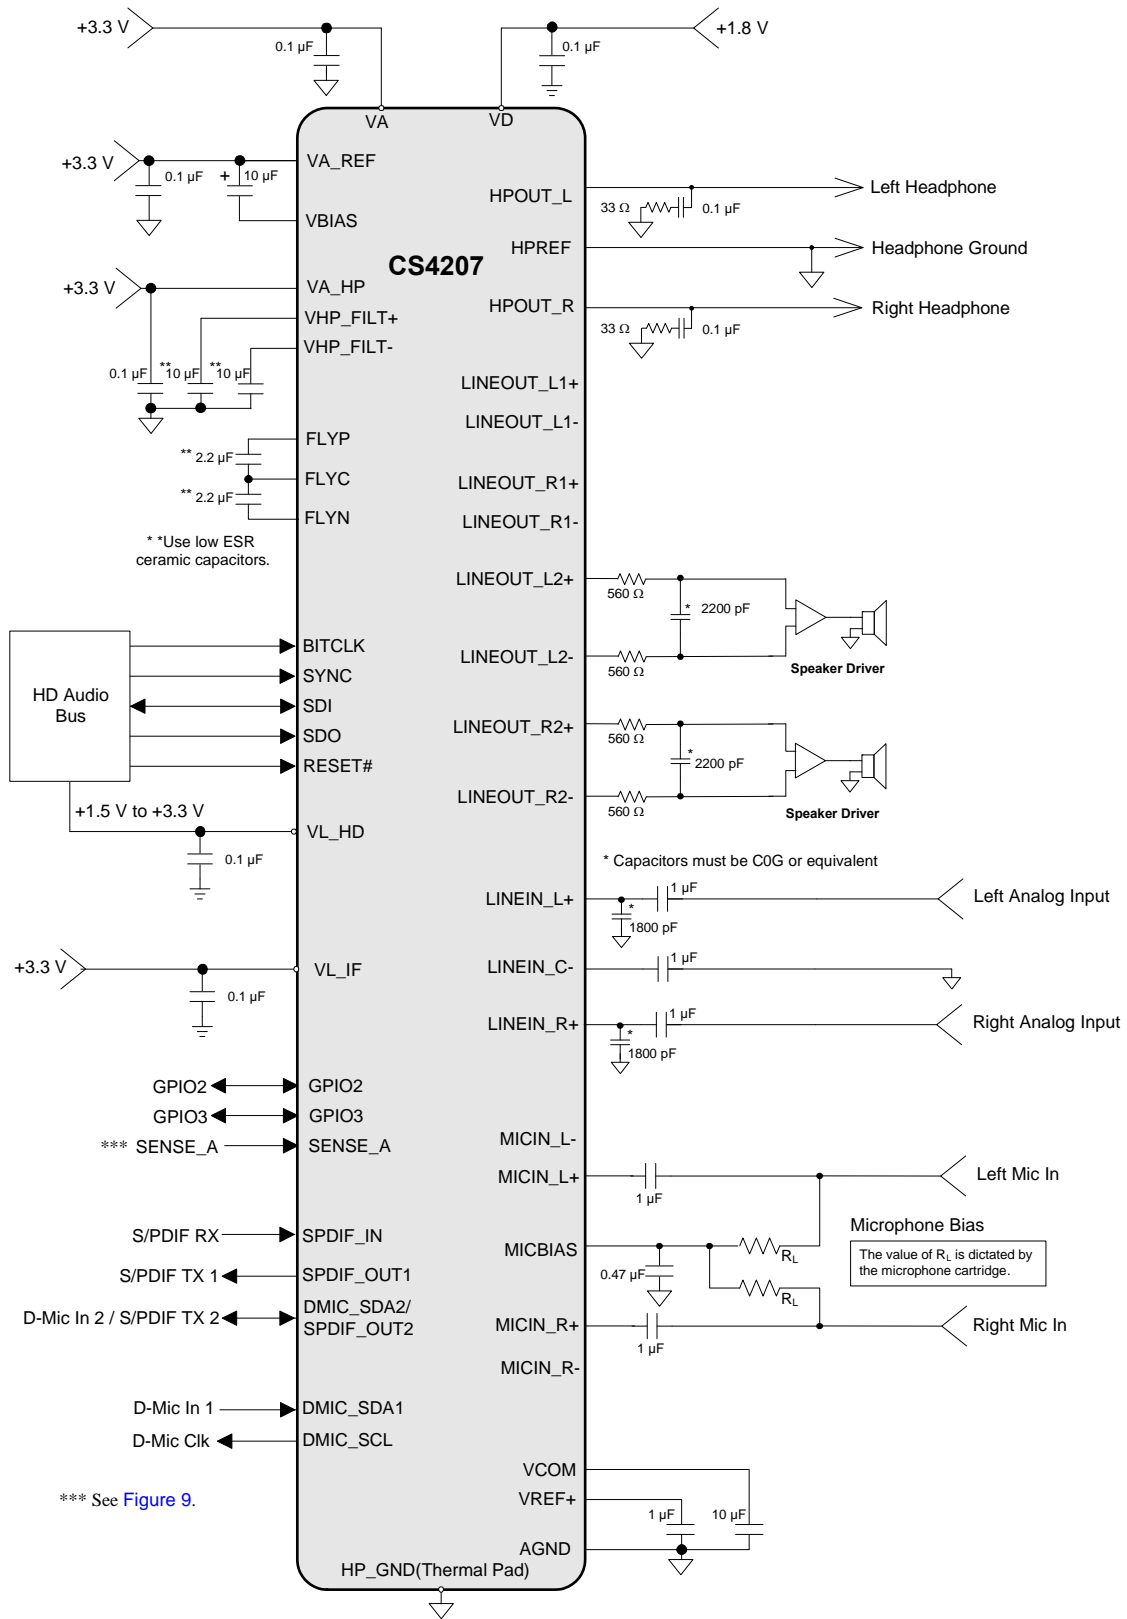 +3.3 V
0.1 µF
0.1 µF
+1.8 V
VA
VD
+3.3 V
0.1 µF
+
10 µF
VA_REF
VBIAS
CS4207
HPOUT_L
33 Ω
0.1 µF
Left Headphone
HPREF
Headphone Ground
+3.3 V
VA_HP
VHP_FILT+
VHP_FILT-
HPOUT_R
33 Ω
0.1 µF
Right Headphone
0.1 µF
**10 µF
**10 µF
LINEOUT_L1+
LINEOUT_L1-
FLYP
** 2.2 µF
FLYC
** 2.2 µF
FLYN
LINEOUT_R1+
LINEOUT_R1-
* *Use low ESR
ceramic capacitors.
LINEOUT_L2+
560 Ω
* 2200 pF
LINEOUT_L2-
560 Ω
Speaker Driver
HD Audio
Bus
BITCLK
SYNC
SDI
SDO
RESET#
LINEOUT_R2+
560 Ω
* 2200 pF
LINEOUT_R2-
560 Ω
Speaker Driver
+1.5 V to +3.3 V
VL_HD
0.1 µF
* Capacitors must be C0G or equivalent
LINEIN_L+
1 µF
*
1800 pF
Left Analog Input
+3.3 V
VL_IF
0.1 µF
LINEIN_C-
1 µF
LINEIN_R+
1 µF
*
1800 pF
Right Analog Input
GPIO2
GPIO2
GPIO3
GPIO3
*** SENSE_A
SENSE_A
MICIN_L-
MICIN_L+
1 µF
Left Mic In
S/PDIF RX
SPDIF_IN
S/PDIF TX 1
SPDIF_OUT1
D-Mic In 2 / S/PDIF TX 2
DMIC_SDA2/
SPDIF_OUT2
MICBIAS
0.47 µF
RL
RL
Microphone Bias
The value of RL is dictated by
the microphone cartridge.
MICIN_R+
1 µF
Right Mic In
MICIN_R-
D-Mic In 1
DMIC_SDA1
D-Mic Clk
DMIC_SCL
*** See Figure 9.
VCOM
VREF+
1 µF
10 µF
AGND
HP_GND(Thermal Pad)